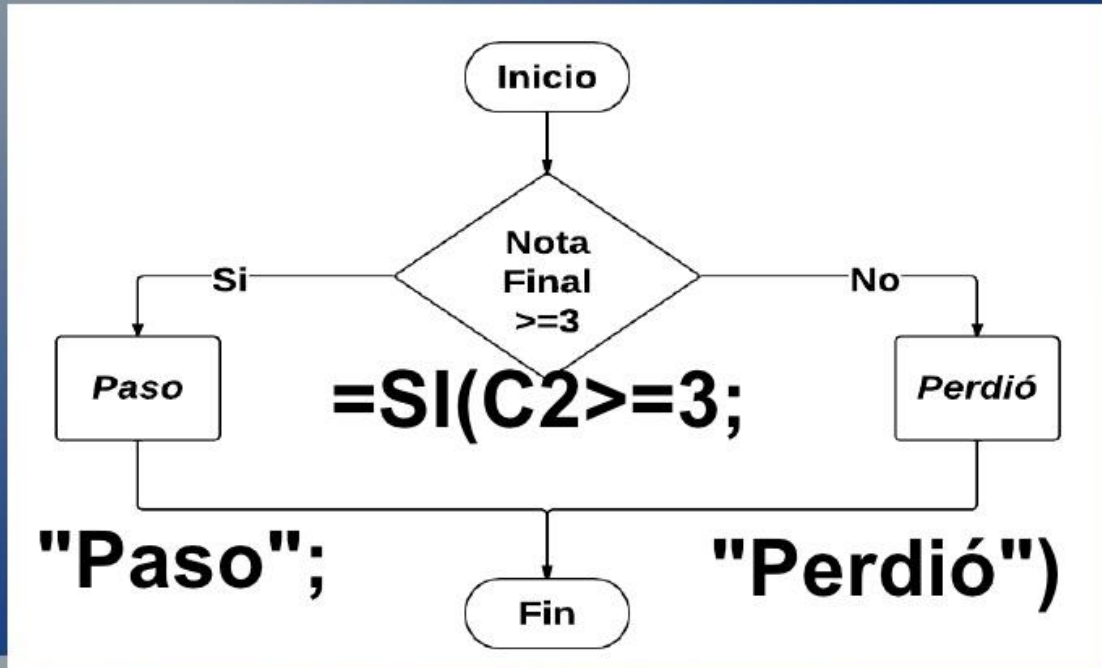 Inicio
Nota
Final
>=3
Si
No
Paso
Perdió
=SI(C2>=3;
"Paso";
"Perdió")
Fin